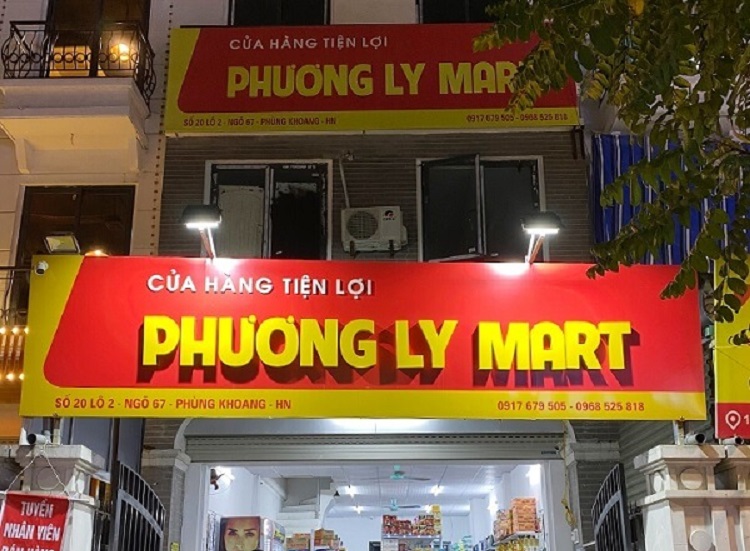 CỬA HÀNG TIỆN LỢI
PHƯƠNG LY MART
SỐ 20 LÔ 2 - NGÕ 67 - PHÙNG KHOANG - HN
0917 679 505 - 0968 525 818
CỬA HÀNG TIỆN LỢI
PHƯƠNG LY MART
SỐ 20 LÔ 2 - NGÕ 67 - PHÙNG KHOANG - HN
0917 679 505 - 0968 525 818
TUYỂN
NHÂN VIÊN
BÁN HÀNG